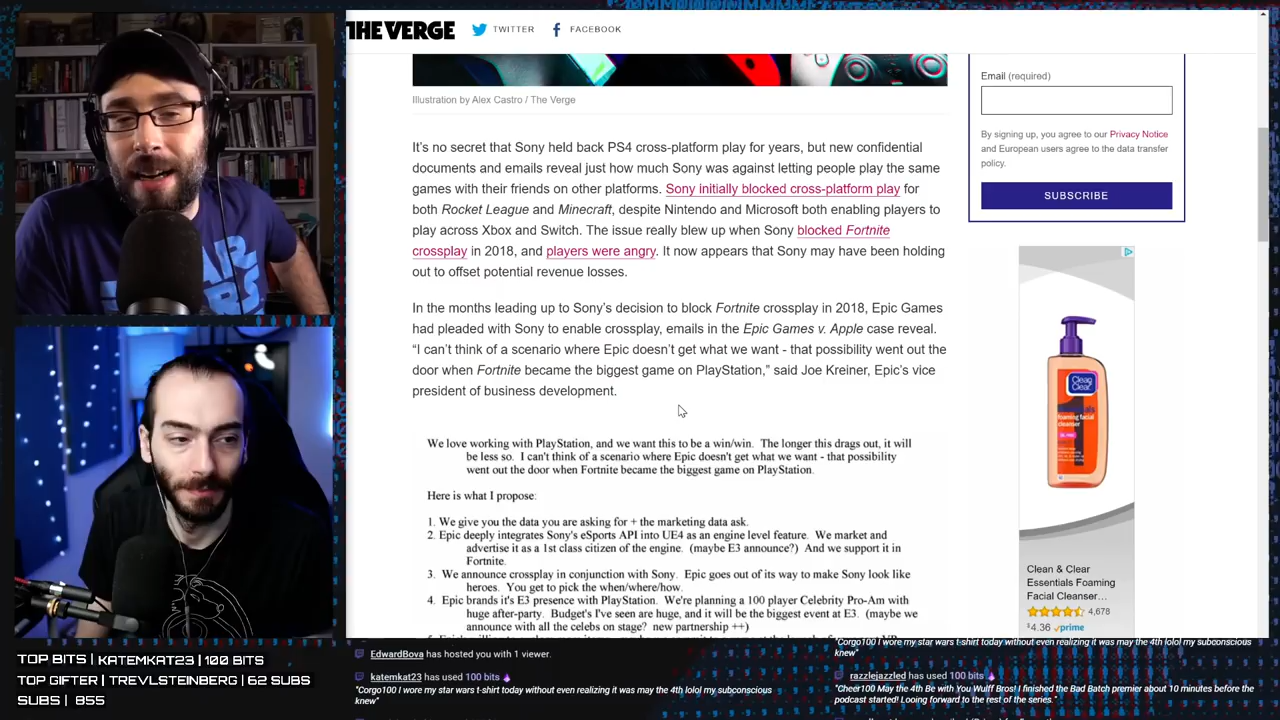 THE VERGE
TWITTER
FACEBOOK
Illustration by Alex Castro / The Verge
It's no secret that Sony held back PS4 cross-platform play for years, but new confidential
documents and emails reveal just how much Sony was against letting people play the same
games with their friends on other platforms. Sony initially blocked cross-platform play for
both Rocket League and Minecraft, despite Nintendo and Microsoft both enabling players to
play across Xbox and Switch. The issue really blew up when Sony blocked Fortnite
crossplay in 2018, and players were angry. It now appears that Sony may have been holding
out to offset potential revenue losses.
In the months leading up to Sony's decision to block Fortnite crossplay in 2018, Epic Games
had pleaded with Sony to enable crossplay, emails in the Epic Games v. Apple case reveal.
“I can't think of a scenario where Epic doesn't get what we want - that possibility went out the
door when Fortnite became the biggest game on PlayStation,” said Joe Kreiner, Epic's vice
president of business development.
We love working with PlayStation, and we want this to be a win/win. The longer this drags out, it will
be less so. I can't think of a scenario where Epic doesn't get what we want - that possibility
went out the door when Fortnite became the biggest game on PlayStation.
Here is what I propose:
1. We give you the data you are asking for + the marketing data ask.
2. Epic deeply integrates Sony's eSports API into UE4 as an engine level feature. We market and
advertise it as a 1st class citizen of the engine. (maybe E3 announce?) And we support it in
Fortnite.
3. We announce crossplay in conjunction with Sony. Epic goes out of its way to make Sony look like
heroes. You get to pick the when/where/how.
4. Epic brands it's E3 presence with PlayStation. We're planning a 100 player Celebrity Pro-Am with
huge after-party. Budget's I've seen are huge, and it will be the biggest event at E3. (maybe we
announce with all the celebs on stage? new partnership ++)
Email (required)
By signing up, you agree to our Privacy Notice
and European users agree to the data transfer
policy.
SUBSCRIBE
Clean & Clear
Clean & Clear
Essentials Foaming
Facial Cleanser...
4,678
$4.36 prime
TOP BITS | KATEMKAT23 | 100 BITS
TOP GIFTER | TREVLSTEINBERG | 62 SUBS
SUBS | 855
EdwardBova has hosted you with 1 viewer.
katemkat23 has used 100 bits
"Corgo100 I wore my star wars t-shirt today without even realizing it was may the 4th lolol my subconscious
knew"
"Corgo100 I wore my star wars t-shirt today without even realizing it was may the 4th lolol my subconscious
knew"
razzlejazzled has used 100 bits
"Cheer100 May the 4th Be with You Wulff Bros! I finished the Bad Batch premier about 10 minutes before the
podcast started! Looing forward to the rest of the series."